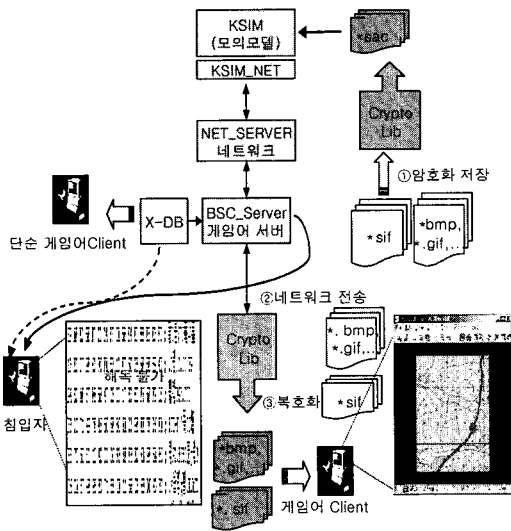 KSIM
(모의모델)
*sac
KSIM_NET
Crypto
Lib
NET_SERVER
네트워크
①암호화 저장
X-DB
BSC_Server
게임어 서버
*sif
*bmp,
*.gif,...
단순 게임어Client
②네트워크 전송
Crypto
Lib
*. bmp,
*.gif,...
해독 불가
③복호화
*sif
침입자
*bmp,
gif,
*. sif
게임어 Client